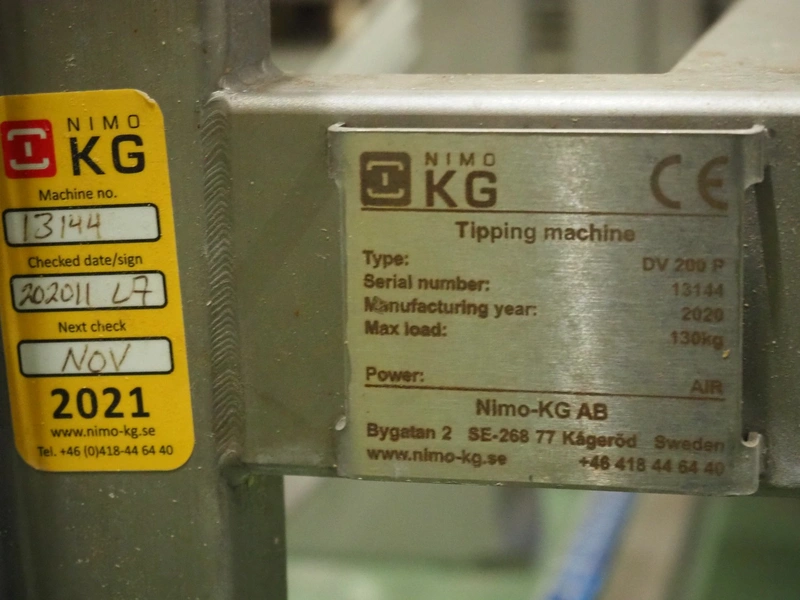 NIMO
KG
Machine no.
13144
Checked date/sign
202011 LA
Next check
NOV
2021
www.nimo-kg.se
Tel. +46 (0)418-44 64 40
NIMO
KG
CE
Tipping machine
Type: DV 200 P
Serial number: 13144
Manufacturing year: 2020
Max load: 130kg
Power: AIR
Nimo-KG AB
Bygatan 2 SE-268 77 Kågeröd Sweden
www.nimo-kg.se +46 418 44 64 40